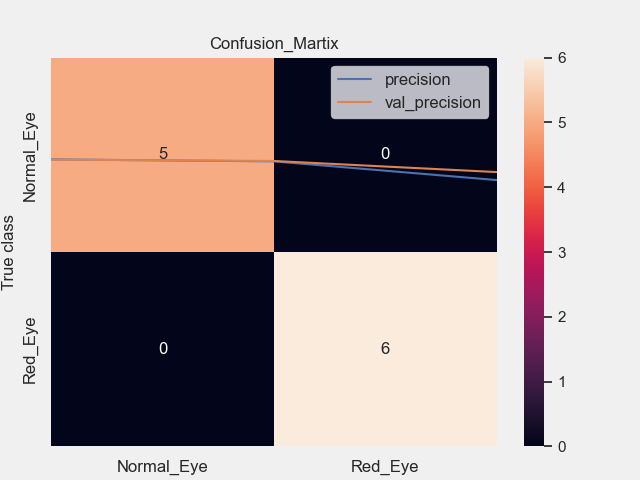 Confusion_Martix
precision
val_precision
Normal_Eye
Red_Eye
True class
5
0
0
6
Normal_Eye
Red_Eye
6
5
4
3
2
1
0